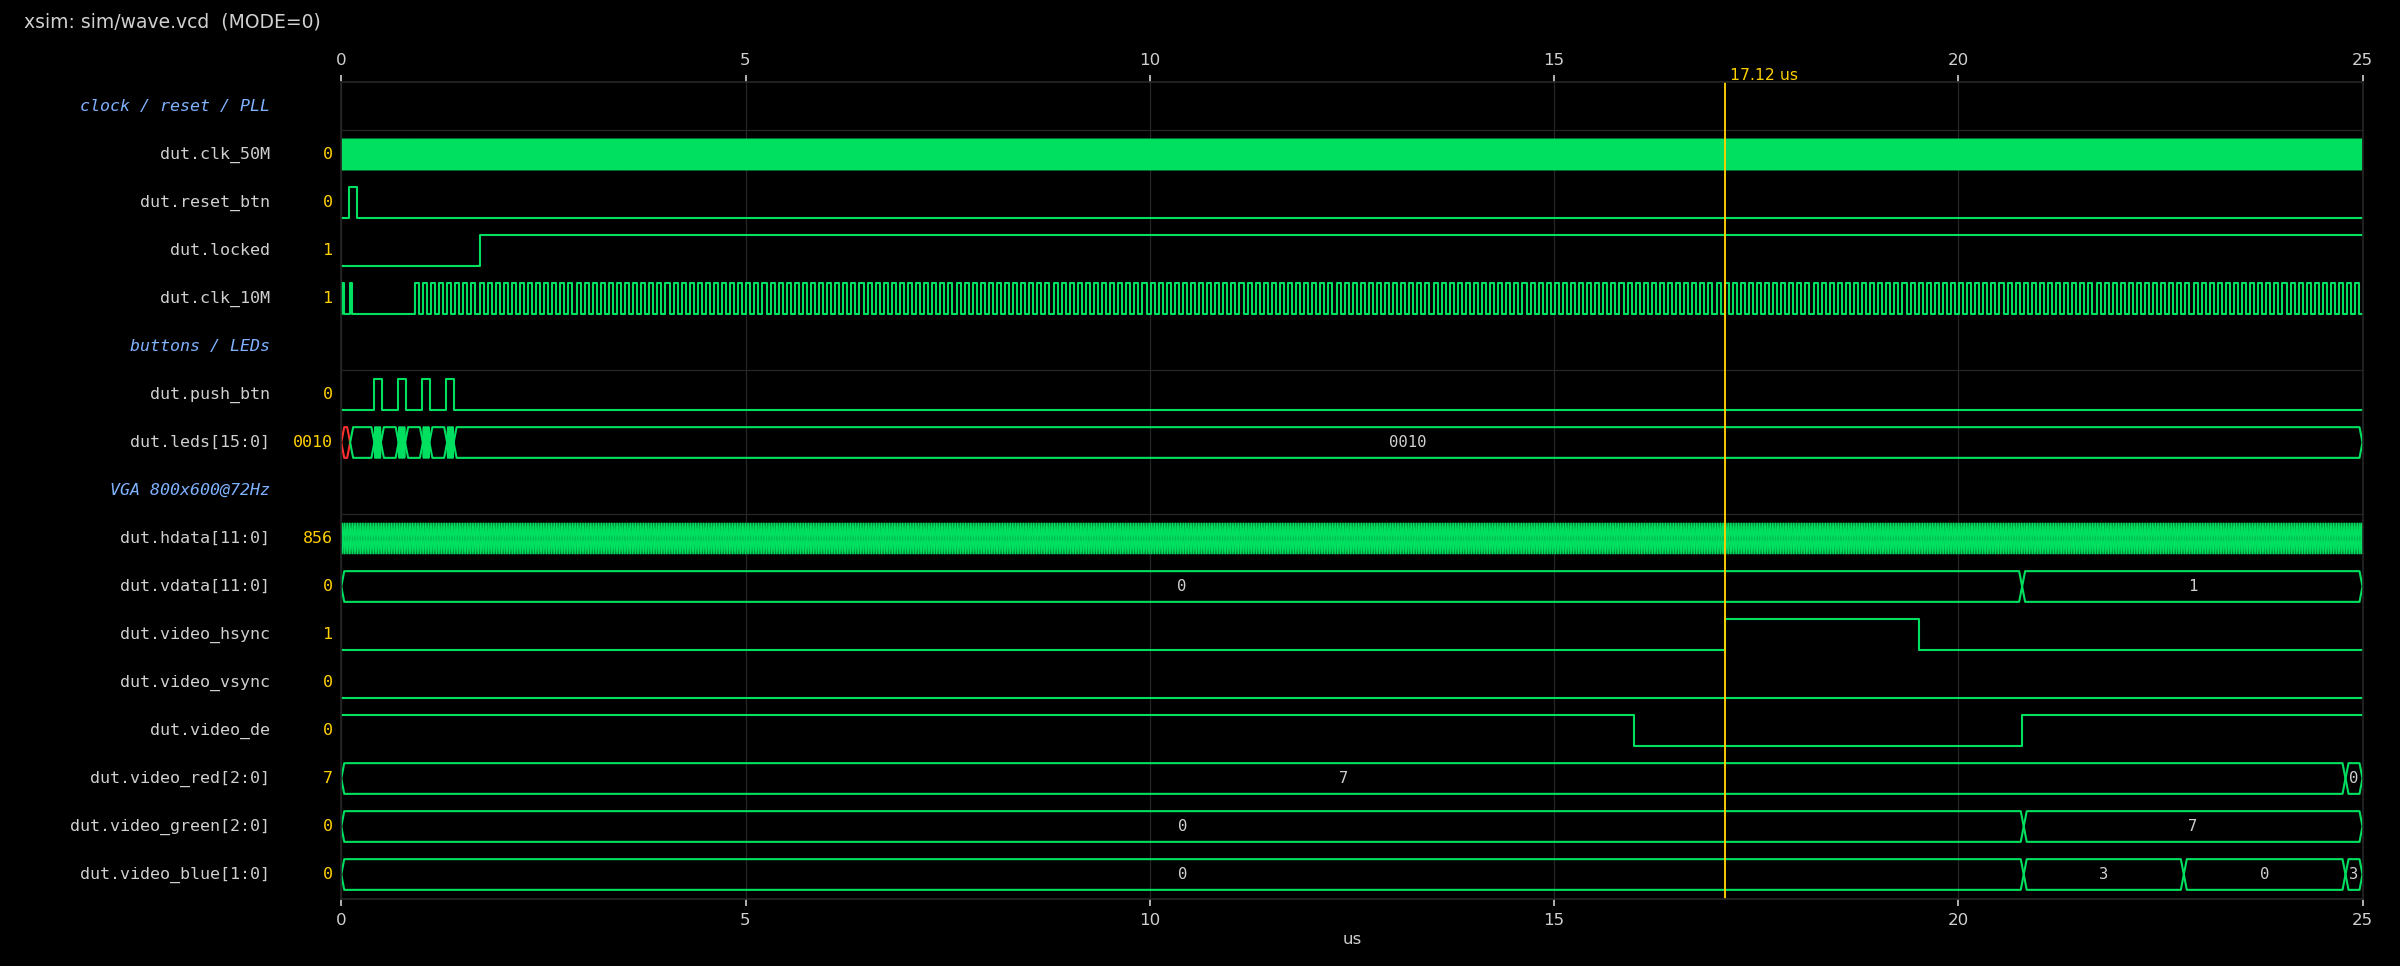 xsim: sim/wave.vcd  (MODE=0)
0 5 10 15 20 25
17.12 us
clock / reset / PLL
dut.clk_50M 0
dut.reset_btn 0
dut.locked 1
dut.clk_10M 1
buttons / LEDs
dut.push_btn 0
dut.leds[15:0] 0010 0010
VGA 800x600@72Hz
dut.hdata[11:0] 856
dut.vdata[11:0] 0 0 1
dut.video_hsync 1
dut.video_vsync 0
dut.video_de 0
dut.video_red[2:0] 7 7 0
dut.video_green[2:0] 0 0 7
dut.video_blue[1:0] 0 0 3 0 3
0 5 10 15 20 25
us